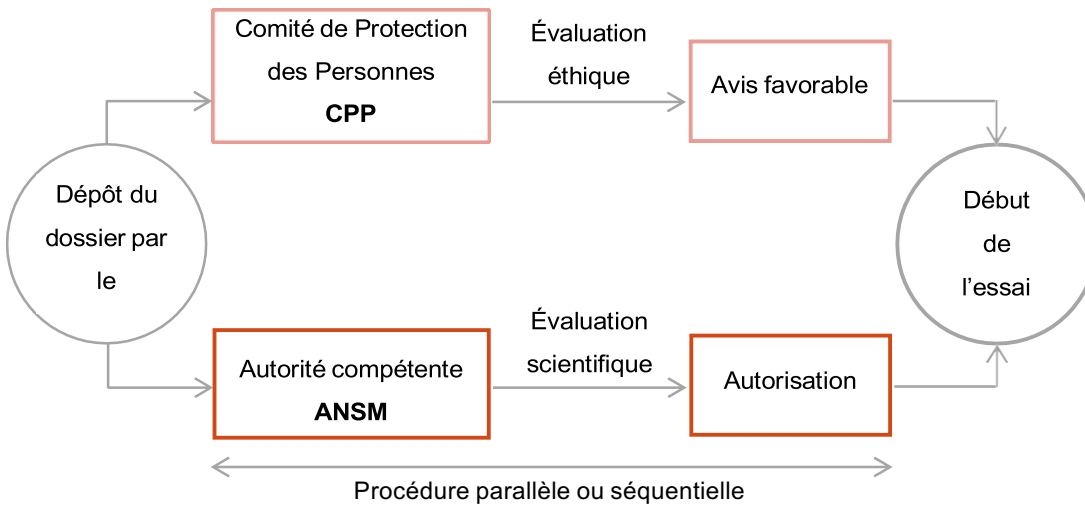 Dépôt du
dossier par
le
Comité de Protection
des Personnes
CPP
Évaluation
éthique
Avis favorable
Autorité compétente
ANSM
Évaluation
scientifique
Autorisation
Début
de
l'essai
Procédure parallèle ou séquentielle